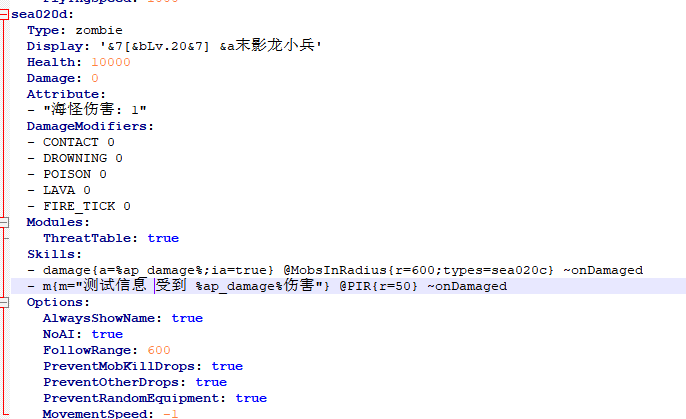 sea020d:
Type: zombie
Display: '&7[&bLv.20&7] &a末影龙小兵'
Health: 10000
Damage: 0
Attribute:
- "海怪伤害: 1"
DamageModifiers:
- CONTACT 0
- DROWNING 0
- POISON 0
- LAVA 0
- FIRE_TICK 0
Modules:
ThreatTable: true
Skills:
- damage{a=%ap_damage%;ia=true} @MobsInRadius{r=600;types=sea020c} ~onDamaged
- m{m="测试信息 受到 %ap_damage%伤害"} @PIR{r=50} ~onDamaged
Options:
AlwaysShowName: true
NoAI: true
FollowRange: 600
PreventMobKillDrops: true
PreventOtherDrops: true
PreventRandomEquipment: true
MovementSpeed: -1